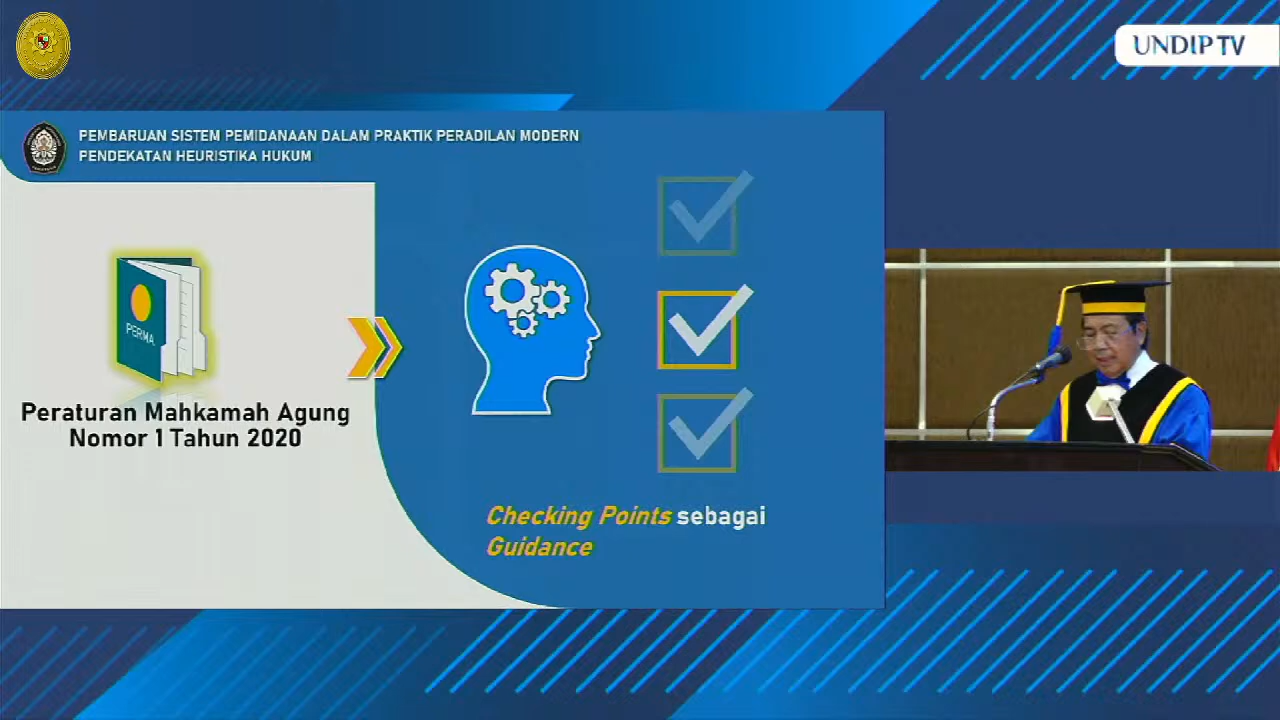 UNDIP TV
PEMBARUAN SISTEM PEMIDANAAN DALAM PRAKTIK PERADILAN MODERN
PENDEKATAN HEURISTIKA HUKUM
PERMA
Peraturan Mahkamah Agung
Nomor 1 Tahun 2020
Checking Points sebagai
Guidance